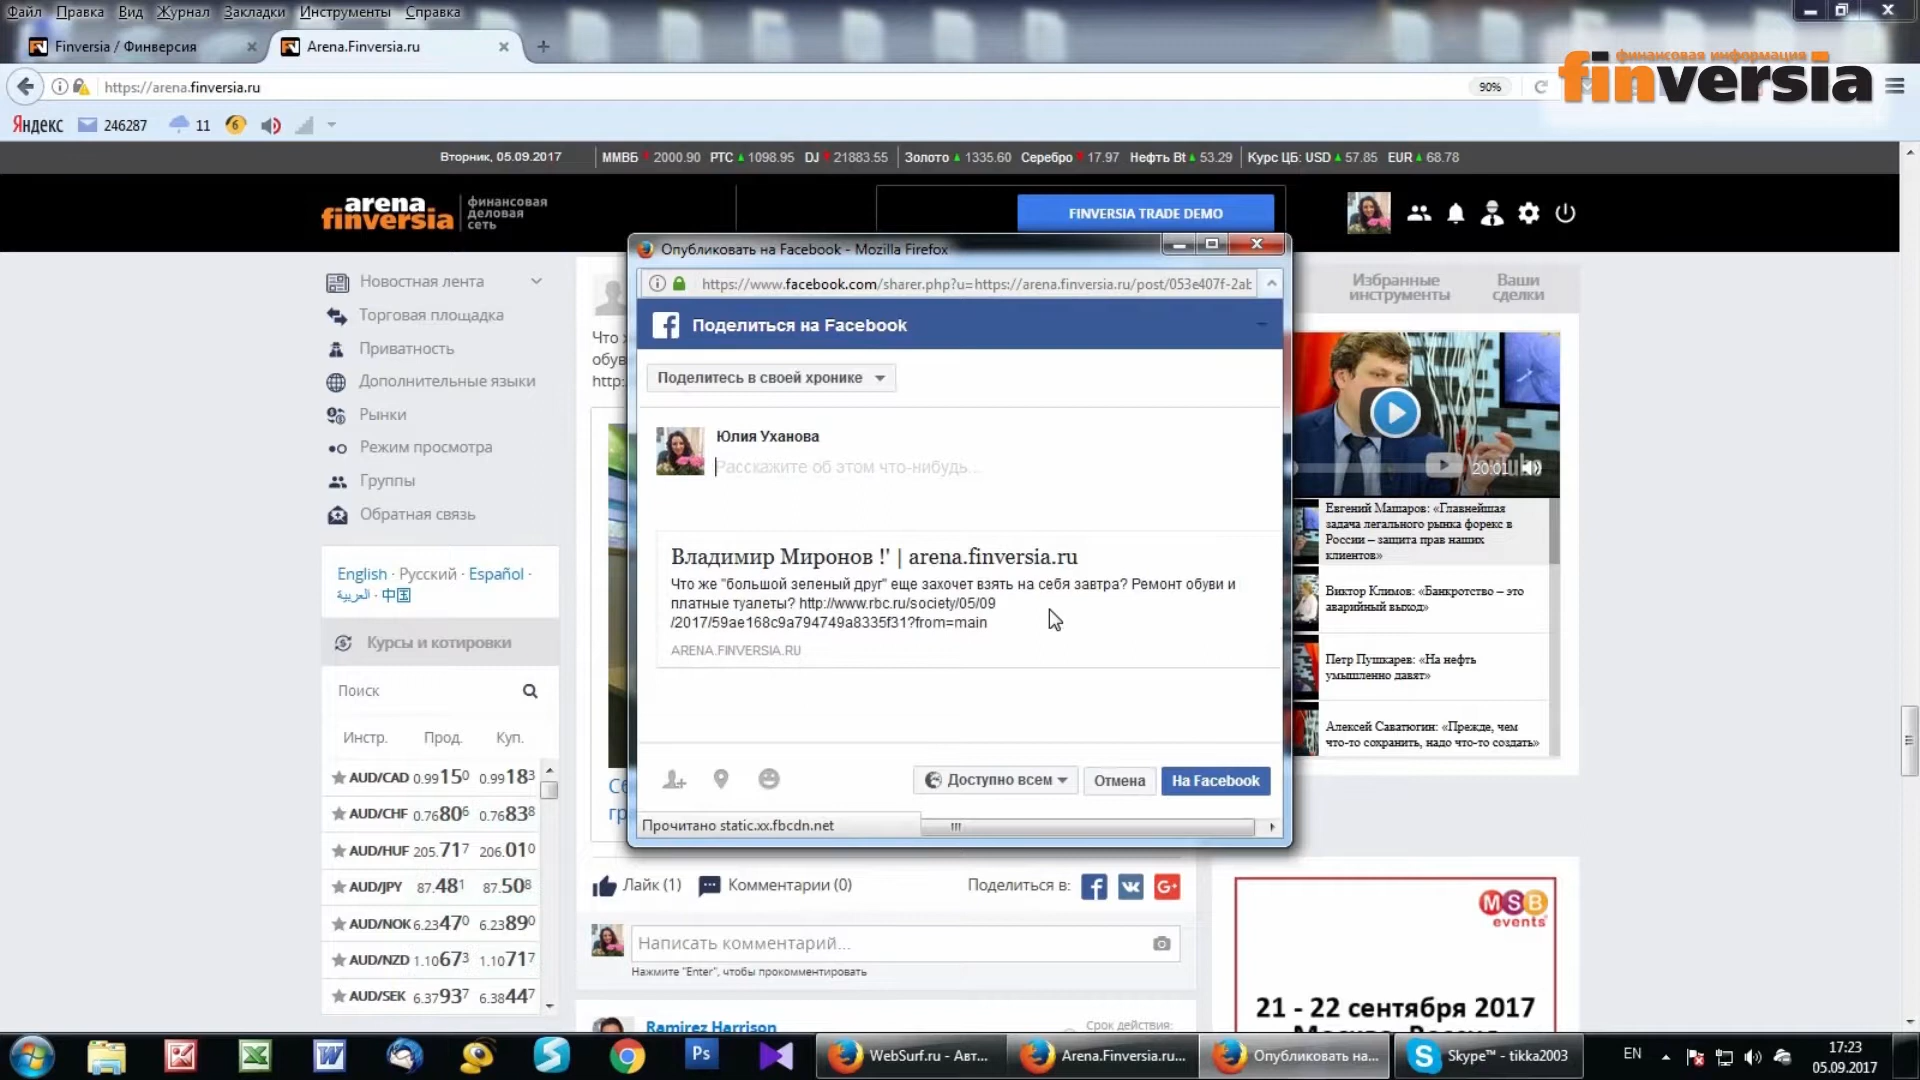 Файл Правка Вид Журнал Закладки Инструменты Справка
Finversia / Финверсия
Arena.Finversia.ru
https://arena.finversia.ru
90%
финансовая информация
finversia
Яндекс 246287 11 6
Вторник, 05.09.2017
ММВБ 2000.90 РТС 1098.95 DJ 21883.55 Золото 1335.60 Серебро 17.97 Нефть Bt 53.29 Курс ЦБ: USD 57.85 EUR 68.78
arena
finversia
финансовая
деловая
сеть
FINVERSIA TRADE DEMO
Новостная лента
Торговая площадка
Приватность
Дополнительные языки
Рынки
Режим просмотра
Группы
Обратная связь
English · Русский · Español ·
العربية · 中国
Курсы и котировки
Поиск
Инстр. Прод. Куп.
AUD/CAD 0.99150 0.99183
AUD/CHF 0.76806 0.76838
AUD/HUF 205.717 206.010
AUD/JPY 87.481 87.508
AUD/NOK 6.23470 6.23890
AUD/NZD 1.10673 1.10717
AUD/SEK 6.37937 6.38447
Что
обув
http:
Опубликовать на Facebook - Mozilla Firefox
https://www.facebook.com/sharer.php?u=https://arena.finversia.ru/post/053e407f-2ab
Поделиться на Facebook
Поделитесь в своей хронике
Юлия Уханова
Расскажите об этом что-нибудь...
Владимир Миронов !' | arena.finversia.ru
Что же "большой зеленый друг" еще захочет взять на себя завтра? Ремонт обуви и
платные туалеты? http://www.rbc.ru/society/05/09
/2017/59ae168c9a794749a8335f31?from=main
ARENA.FINVERSIA.RU
Доступно всем
Отмена
На Facebook
Прочитано static.xx.fbcdn.net
Сб
гр
Лайк (1)
Комментарии (0)
Поделиться в:
Написать комментарий...
Нажмите "Enter", чтобы прокомментировать
Ramirez Harrison
Срок действия:
Избранные
инструменты
Ваши
сделки
20:01
Евгений Машаров: «Главнейшая
задача легального рынка форекс в
России – защита прав наших
клиентов»
Виктор Климов: «Банкротство – это
аварийный выход»
Петр Пушкарев: «На нефть
умышленно давят»
Алексей Саватюгин: «Прежде, чем
что-то сохранить, надо что-то создать»
MSB
events
21 - 22 сентября 2017
Москва, Россия
WebSurf.ru - Авт...
Arena.Finversia.ru...
Опубликовать на...
Skype™ - tikka2003
EN
17:23
05.09.2017